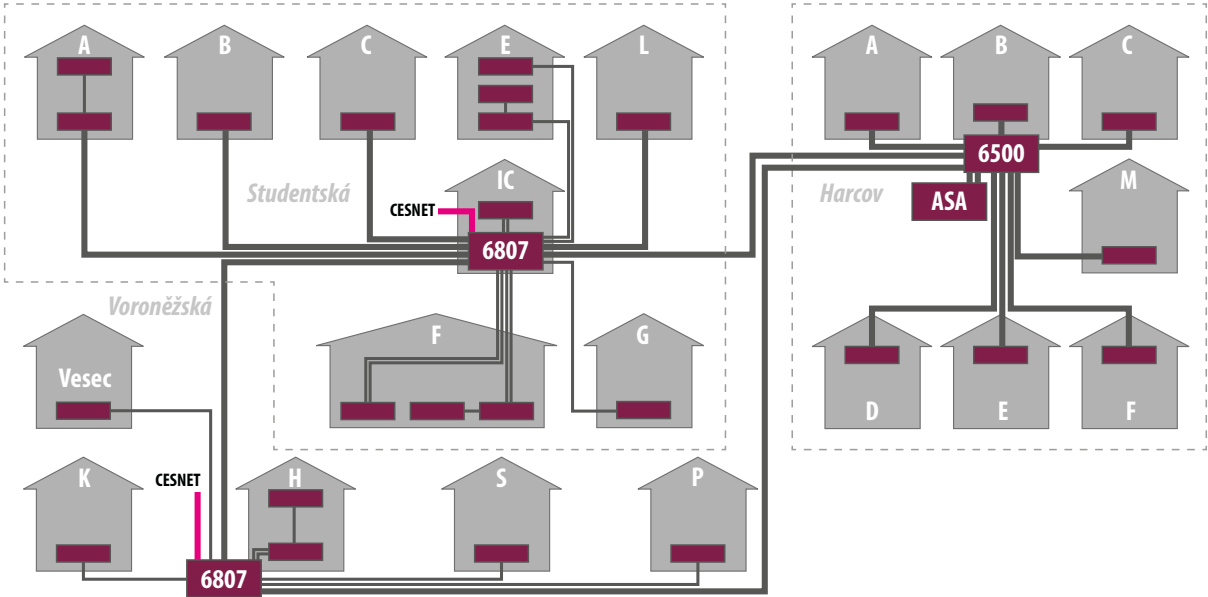 A B C E L
A B C
6500
Studentská
IC
Harcov
M
CESNET
ASA
6807
Voroněžská
F
G
Vesec
D E F
K
CESNET
H
S
P
6807